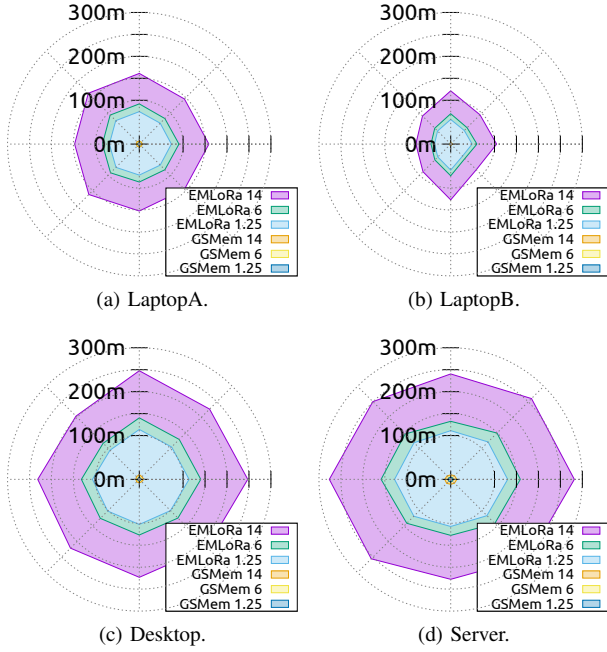 300m
200m
100m
0m
EMLoRa 14
EMLoRa 6
EMLoRa 1.25
GSMem 14
GSMem 6
GSMem 1.25
(a) LaptopA.
300m
200m
100m
0m
EMLoRa 14
EMLoRa 6
EMLoRa 1.25
GSMem 14
GSMem 6
GSMem 1.25
(b) LaptopB.
300m
200m
100m
0m
EMLoRa 14
EMLoRa 6
EMLoRa 1.25
GSMem 14
GSMem 6
GSMem 1.25
(c) Desktop.
300m
200m
100m
0m
EMLoRa 14
EMLoRa 6
EMLoRa 1.25
GSMem 14
GSMem 6
GSMem 1.25
(d) Server.